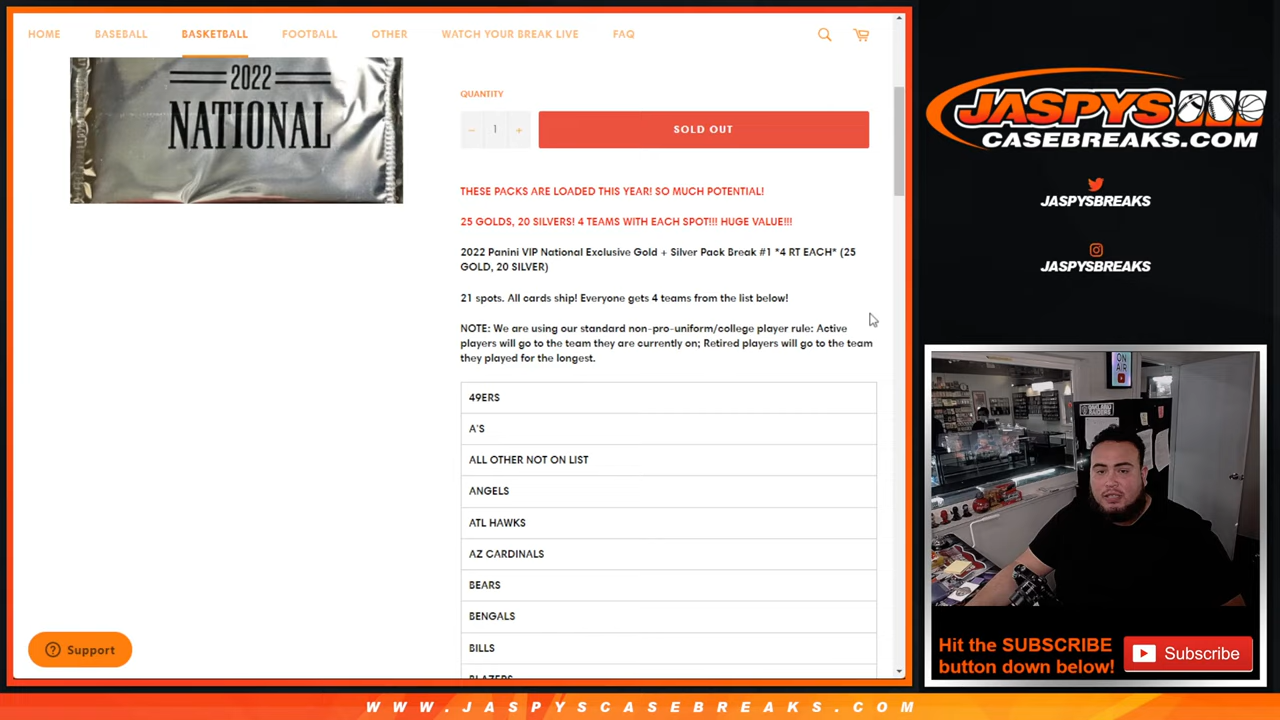 HOME BASEBALL BASKETBALL FOOTBALL OTHER WATCH YOUR BREAK LIVE FAQ
2022
NATIONAL
QUANTITY
− 1 + SOLD OUT
THESE PACKS ARE LOADED THIS YEAR! SO MUCH POTENTIAL!
25 GOLDS, 20 SILVERS! 4 TEAMS WITH EACH SPOT!!! HUGE VALUE!!!
2022 Panini VIP National Exclusive Gold + Silver Pack Break #1 *4 RT EACH* (25
GOLD, 20 SILVER)
21 spots. All cards ship! Everyone gets 4 teams from the list below!
NOTE: We are using our standard non-pro-uniform/college player rule: Active
players will go to the team they are currently on; Retired players will go to the team
they played for the longest.
49ERS
A'S
ALL OTHER NOT ON LIST
ANGELS
ATL HAWKS
AZ CARDINALS
BEARS
BENGALS
BILLS
BLAZERS
Support
JASPYS
CASEBREAKS.COM
JASPYSBREAKS
JASPYSBREAKS
ON
AIR
Hit the SUBSCRIBE
button down below!
Subscribe
WWW.JASPYSCASEBREAKS.COM